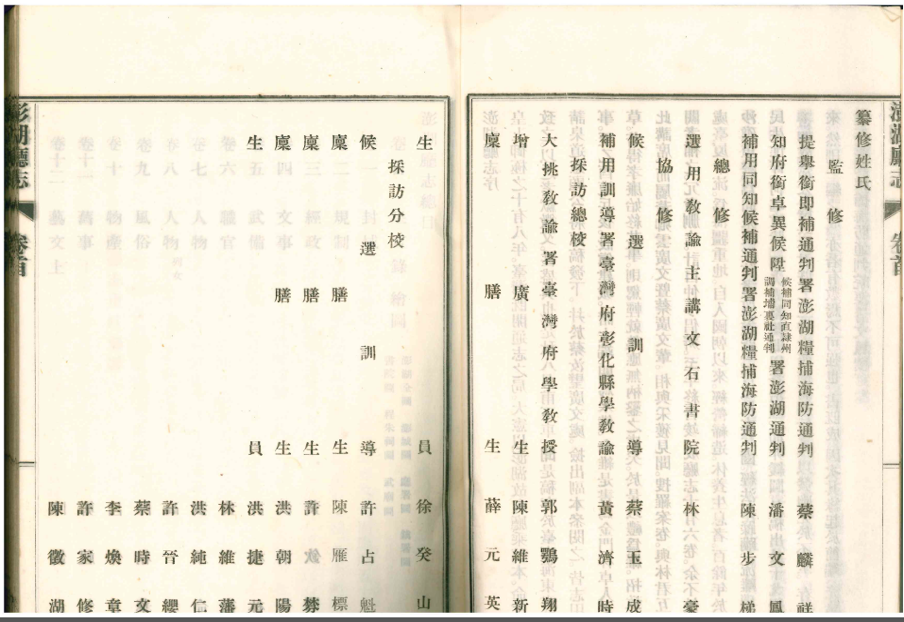 澎湖廳志 卷首
纂修姓氏
監修
提舉銜即補通判署澎湖糧捕海防通判 蔡麟祥
知府銜卓異候陞 候補同知直隸州 調補埔裏社通判 署澎湖通判 潘文鳳
補用同知候補通判署澎湖糧捕海防通判 陳步梯
總修
選用教諭主講文石書院 林豪
協修
候選訓導 蔡玉成
補用訓導署臺灣府彰化縣學教諭 黃濟時
採訪總校
大挑教諭署臺灣府學教授 郭鶚翔
增廣生 陳維新
廩膳生 薛元英
生員 徐癸山
採訪分校
候選訓導 許占魁
廩膳生 陳雁標
廩膳生 許棻
廩膳生 洪朝陽
生員 洪捷元
林維藩
洪純仁
許晉纓
蔡時文
李煥章
許家修
陳徵湖
澎湖廳志 卷首